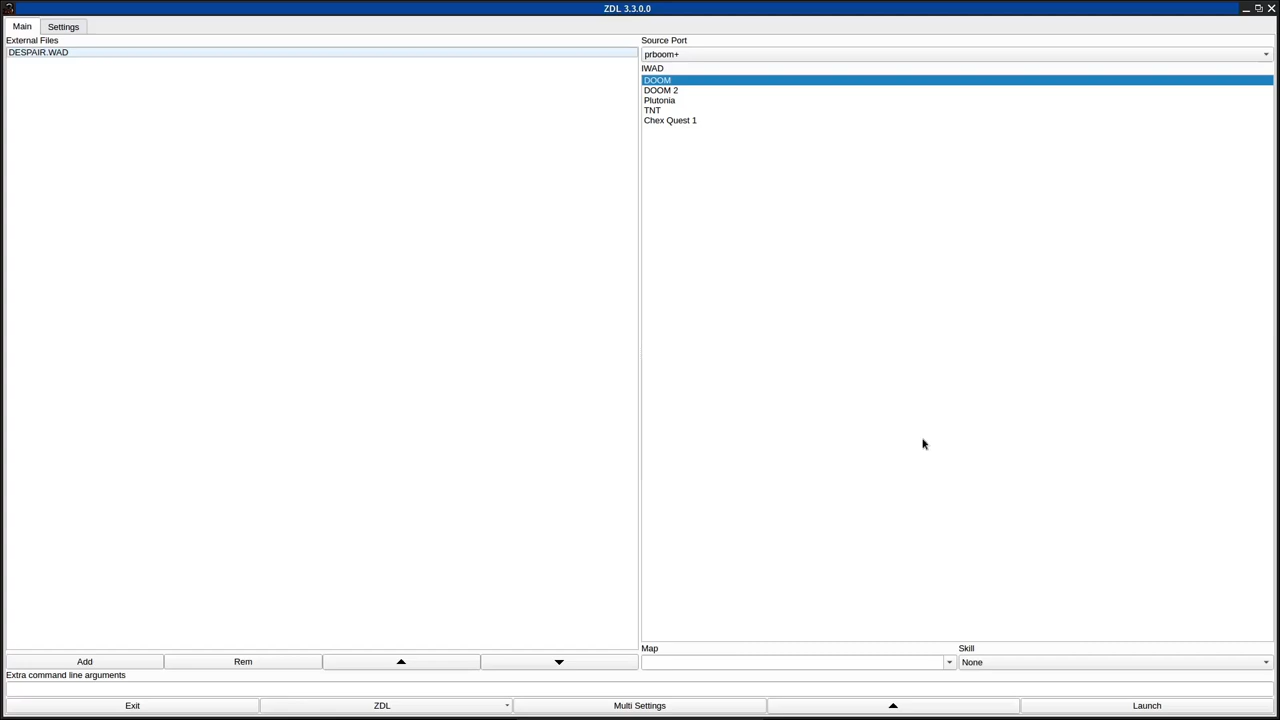 ZDL 3.3.0.0
Main
Settings
External Files
DESPAIR.WAD
Source Port
prboom+
IWAD
DOOM
DOOM 2
Plutonia
TNT
Chex Quest 1
Add
Rem
Map
Skill
None
Extra command line arguments
Exit
ZDL
Multi Settings
Launch